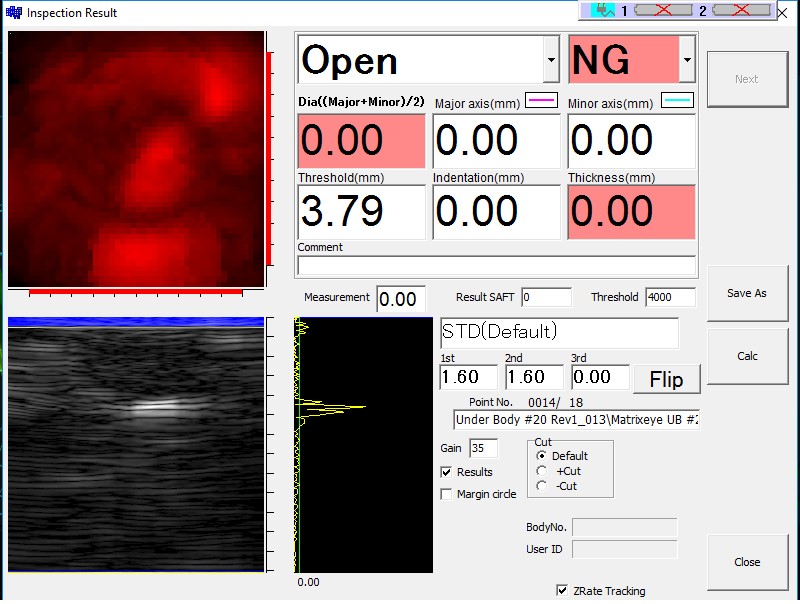 Inspection Result
1 2
Open NG
Next
Dia((Major+Minor)/2) Major axis(mm) Minor axis(mm)
0.00 0.00 0.00
Threshold(mm) Indentation(mm) Thickness(mm)
3.79 0.00 0.00
Comment
Measurement 0.00 Result SAFT 0 Threshold 4000
Save As
STD(Default)
Calc
1st 2nd 3rd
1.60 1.60 0.00 Flip
Point No. 0014/ 18
Under Body #20 Rev1_013\Matrixeye UB #2
Gain 35
Cut
Default
+Cut
-Cut
Results
Margin circle
BodyNo.
User ID
Close
0.00
ZRate Tracking